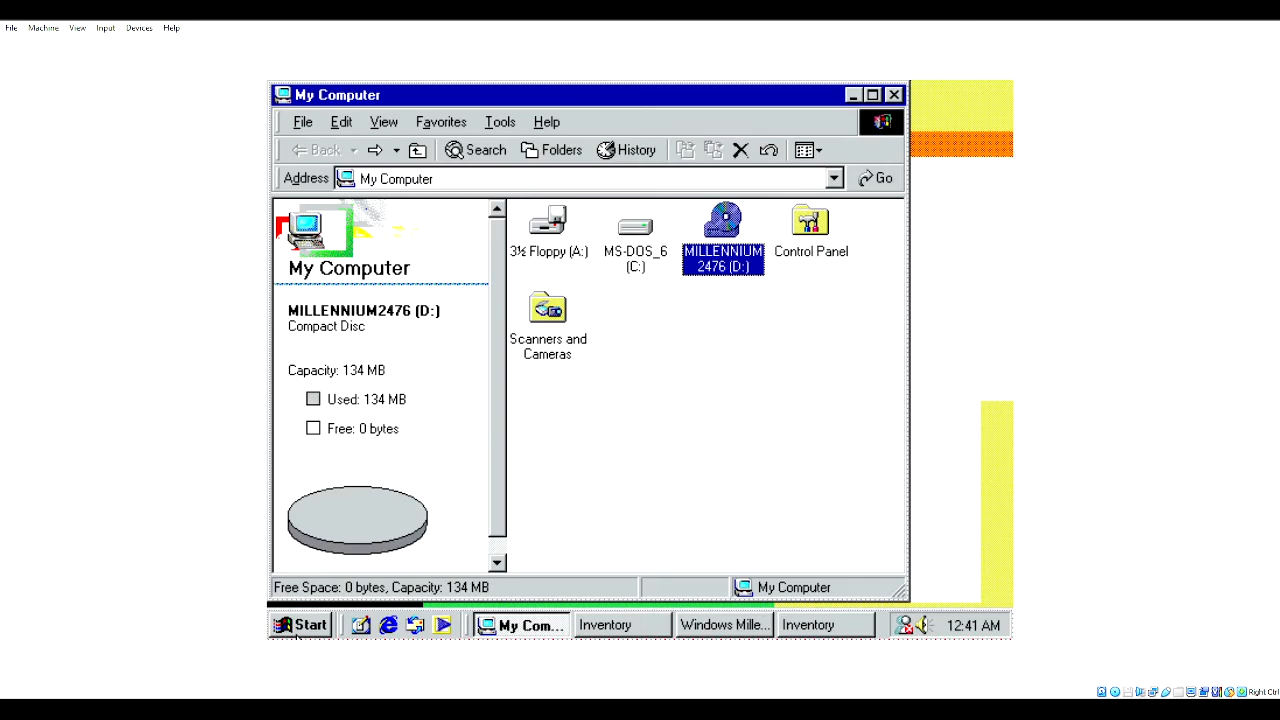 File Machine View Input Devices Help
My Computer
File Edit View Favorites Tools Help
Back Search Folders History
Address My Computer Go
My Computer
MILLENNIUM2476 (D:)
Compact Disc
Capacity: 134 MB
Used: 134 MB
Free: 0 bytes
3½ Floppy (A:)
MS-DOS_6
(C:)
MILLENNIUM
2476 (D:)
Control Panel
Scanners and
Cameras
Free Space: 0 bytes, Capacity: 134 MB
My Computer
Start My Com... Inventory Windows Mille... Inventory 12:41 AM
Right Ctrl